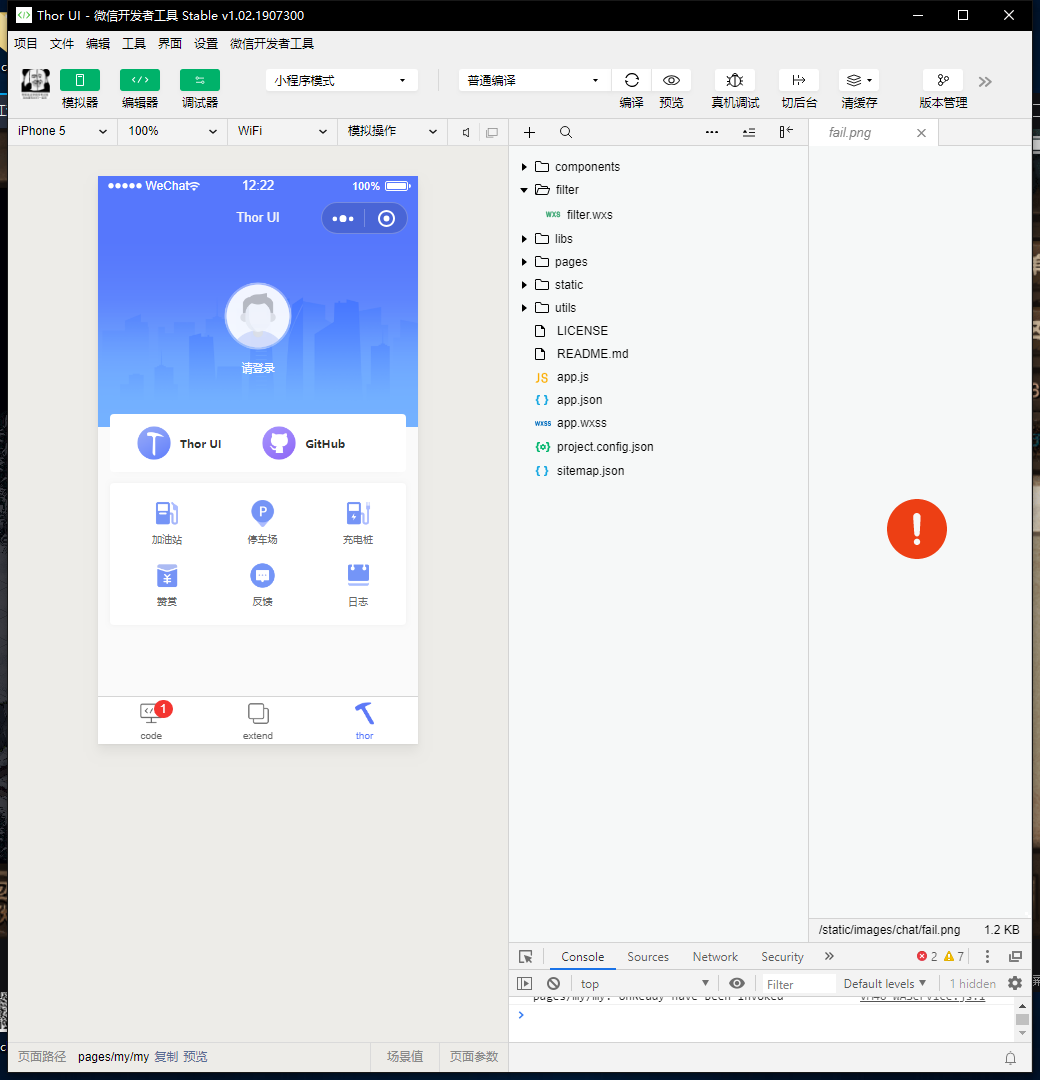 Thor UI - 微信开发者工具 Stable v1.02.1907300
项目 文件 编辑 工具 界面 设置 微信开发者工具
小程序模式 普通编译
模拟器 编辑器 调试器 编译 预览 真机调试 切后台 清缓存 版本管理
iPhone 5 100% WiFi 模拟操作
fail.png
WeChat 12:22 100%
Thor UI
请登录
Thor UI GitHub
加油站 停车场 充电桩
赞赏 反馈 日志
1
code extend thor
components
filter
WXS filter.wxs
libs
pages
static
utils
LICENSE
README.md
JS app.js
{ } app.json
WXSS app.wxss
project.config.json
{ } sitemap.json
/static/images/chat/fail.png 1.2 KB
Console Sources Network Security 2 7
top Filter Default levels 1 hidden
pages/my/my: onReady have been invoked VM40 WAService.js:1
页面路径 pages/my/my 复制 预览 场景值 页面参数